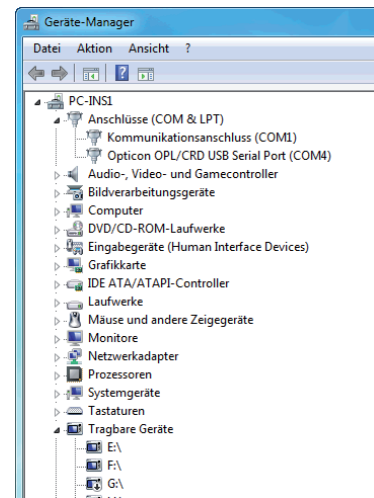 Geräte-Manager
Datei Aktion Ansicht ?
PC-INS1
Anschlüsse (COM & LPT)
Kommunikationsanschluss (COM1)
Opticon OPL/CRD USB Serial Port (COM4)
Audio-, Video- und Gamecontroller
Bildverarbeitungsgeräte
Computer
DVD/CD-ROM-Laufwerke
Eingabegeräte (Human Interface Devices)
Grafikkarte
IDE ATA/ATAPI-Controller
Laufwerke
Mäuse und andere Zeigegeräte
Monitore
Netzwerkadapter
Prozessoren
Systemgeräte
Tastaturen
Tragbare Geräte
E:\
F:\
G:\